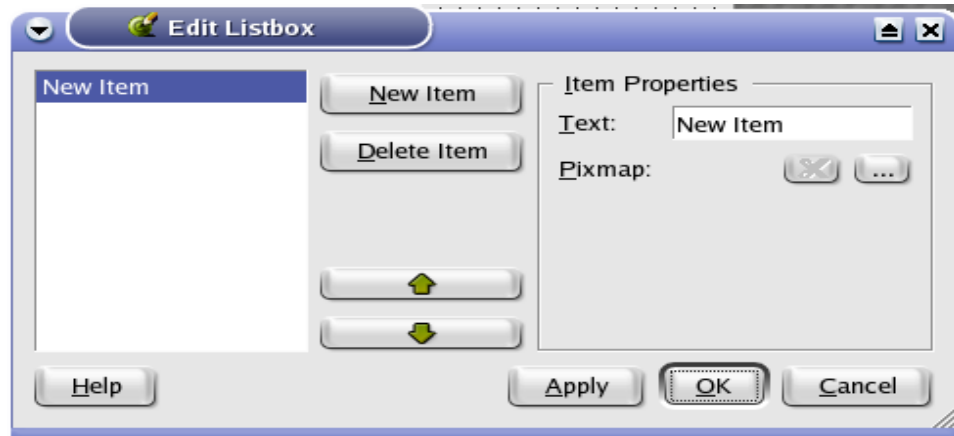 Edit Listbox
New Item
New Item
Delete Item
Item Properties
Text: New Item
Pixmap:
...
Help
Apply
OK
Cancel